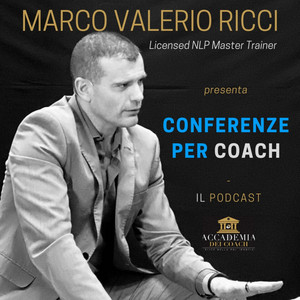 MARCO VALERIO RICCI
Licensed NLP Master Trainer
presenta
CONFERENZE
PER COACH
-
IL PODCAST
ACCADEMIA
DEI COACH